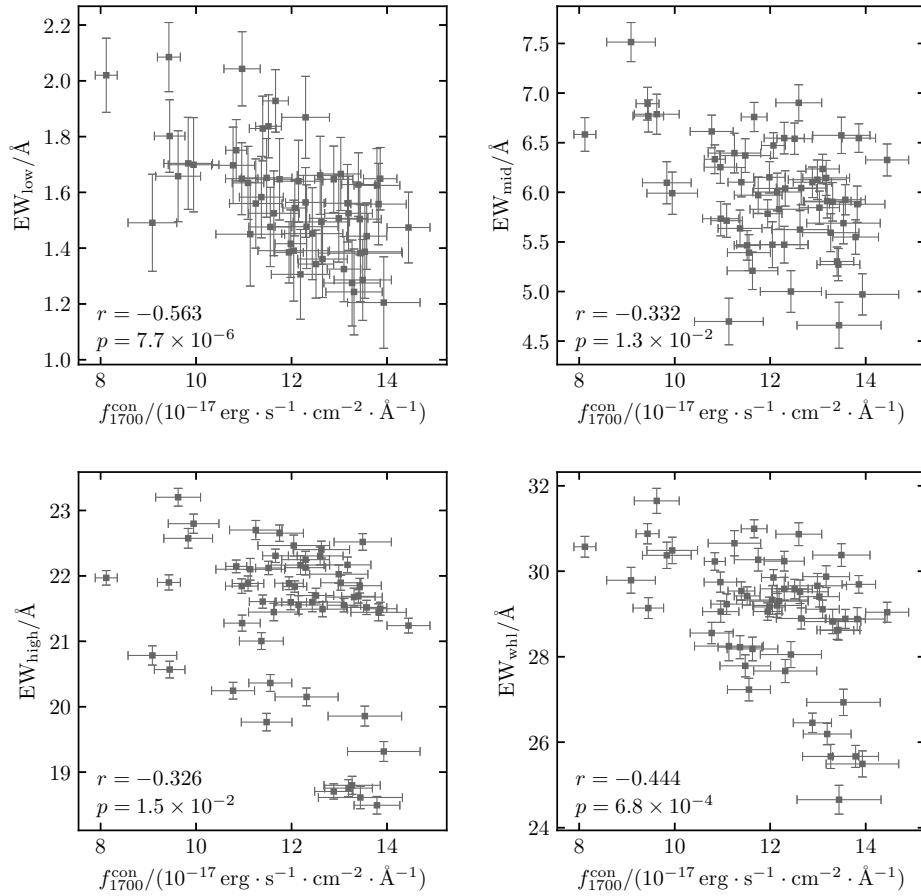 2.2
2.0
1.8
1.6
1.4
1.2
1.0
EW_low/Å
r = −0.563
p = 7.7 × 10⁻⁶
8 10 12 14
f_1700^con/(10⁻¹⁷ erg · s⁻¹ · cm⁻² · Å⁻¹)
7.5
7.0
6.5
6.0
5.5
5.0
4.5
EW_mid/Å
r = −0.332
p = 1.3 × 10⁻²
8 10 12 14
f_1700^con/(10⁻¹⁷ erg · s⁻¹ · cm⁻² · Å⁻¹)
23
22
21
20
19
EW_high/Å
r = −0.326
p = 1.5 × 10⁻²
8 10 12 14
f_1700^con/(10⁻¹⁷ erg · s⁻¹ · cm⁻² · Å⁻¹)
32
30
28
26
24
EW_whl/Å
r = −0.444
p = 6.8 × 10⁻⁴
8 10 12 14
f_1700^con/(10⁻¹⁷ erg · s⁻¹ · cm⁻² · Å⁻¹)